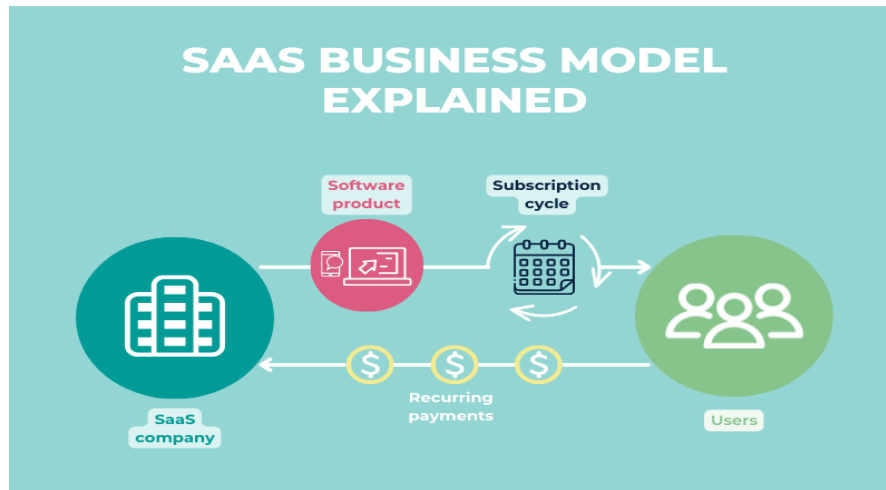 SAAS BUSINESS MODEL
EXPLAINED
Software
product
Subscription
cycle
$ $ $
Recurring
payments
SaaS
company
Users